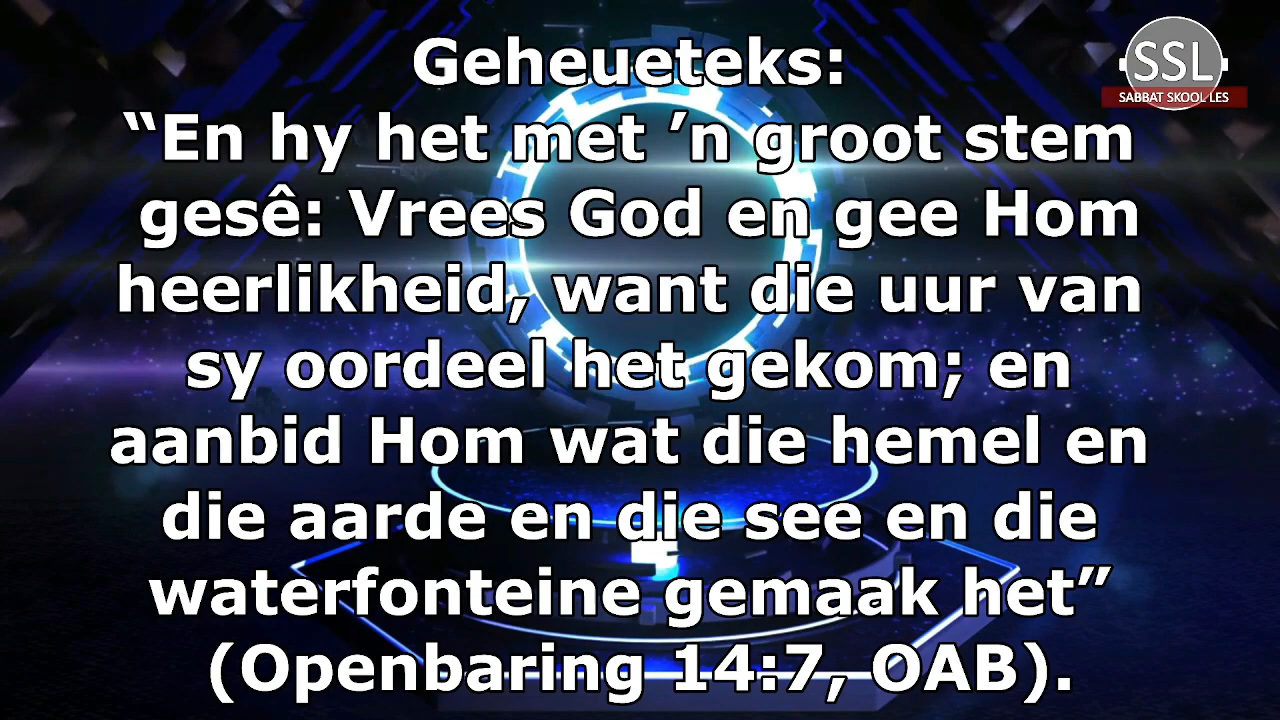 SSL
SABBAT SKOOL LES
Geheueteks:
“En hy het met ’n groot stem
gesê: Vrees God en gee Hom
heerlikheid, want die uur van
sy oordeel het gekom; en
aanbid Hom wat die hemel en
die aarde en die see en die
waterfonteine gemaak het”
(Openbaring 14:7, OAB).